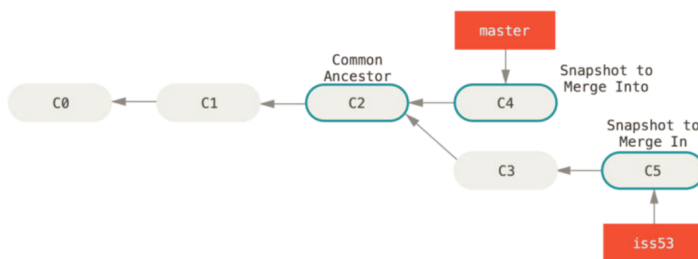 master
Common
Ancestor
Snapshot to
Merge Into
C0
C1
C2
C4
Snapshot to
Merge In
C3
C5
iss53